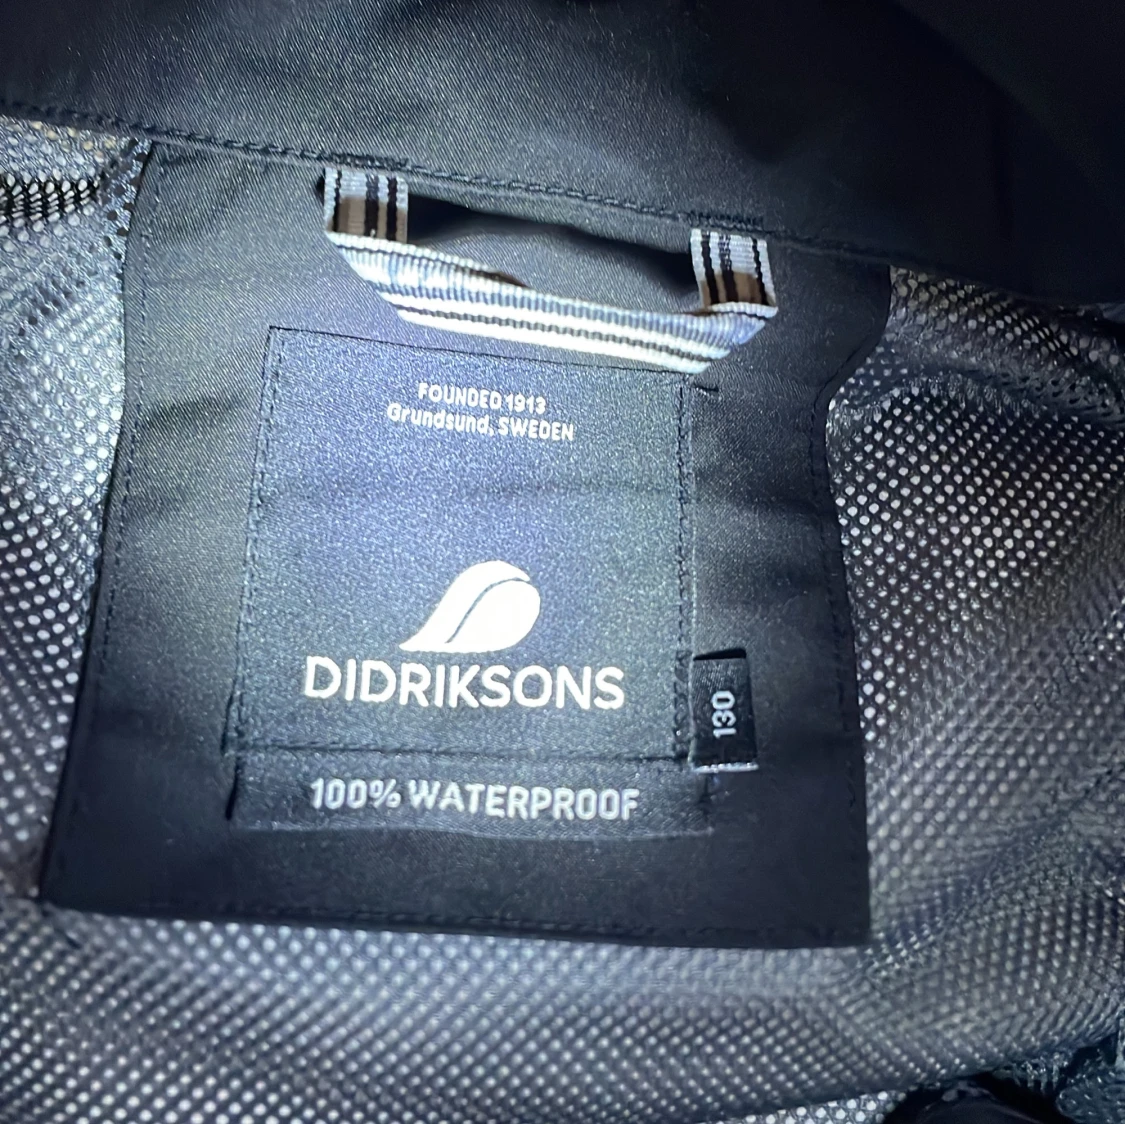 FOUNDED 1913
Grundsund, SWEDEN
DIDRIKSONS
130
100% WATERPROOF